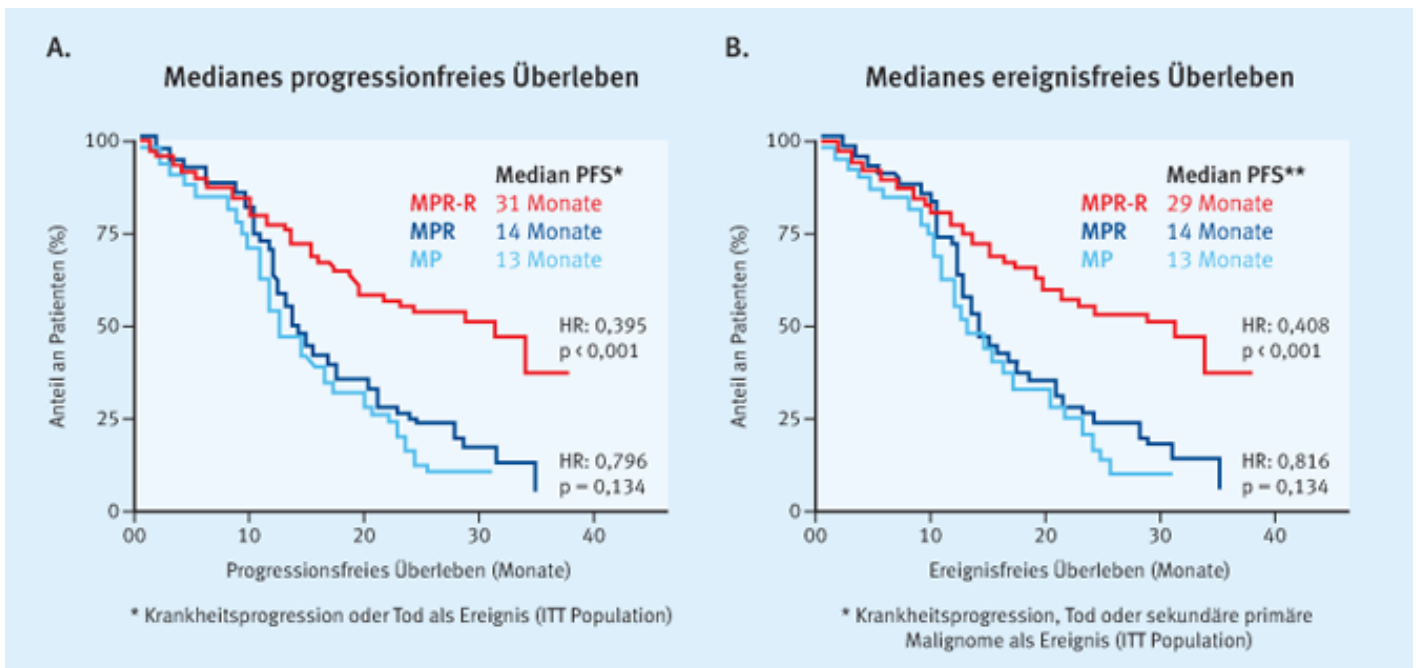 A.
Medianes progressionfreies Überleben
Anteil an Patienten (%)
100
75
50
25
0
Median PFS*
MPR-R 31 Monate
MPR 14 Monate
MP 13 Monate
HR: 0,395
p < 0,001
HR: 0,796
p = 0,134
00 10 20 30 40
Progressionsfreies Überleben (Monate)
* Krankheitsprogression oder Tod als Ereignis (ITT Population)
B.
Medianes ereignisfreies Überleben
Anteil an Patienten (%)
100
75
50
25
0
Median PFS**
MPR-R 29 Monate
MPR 14 Monate
MP 13 Monate
HR: 0,408
p < 0,001
HR: 0,816
p = 0,134
00 10 20 30 40
Ereignisfreies Überleben (Monate)
* Krankheitsprogression, Tod oder sekundäre primäre
Malignome als Ereignis (ITT Population)